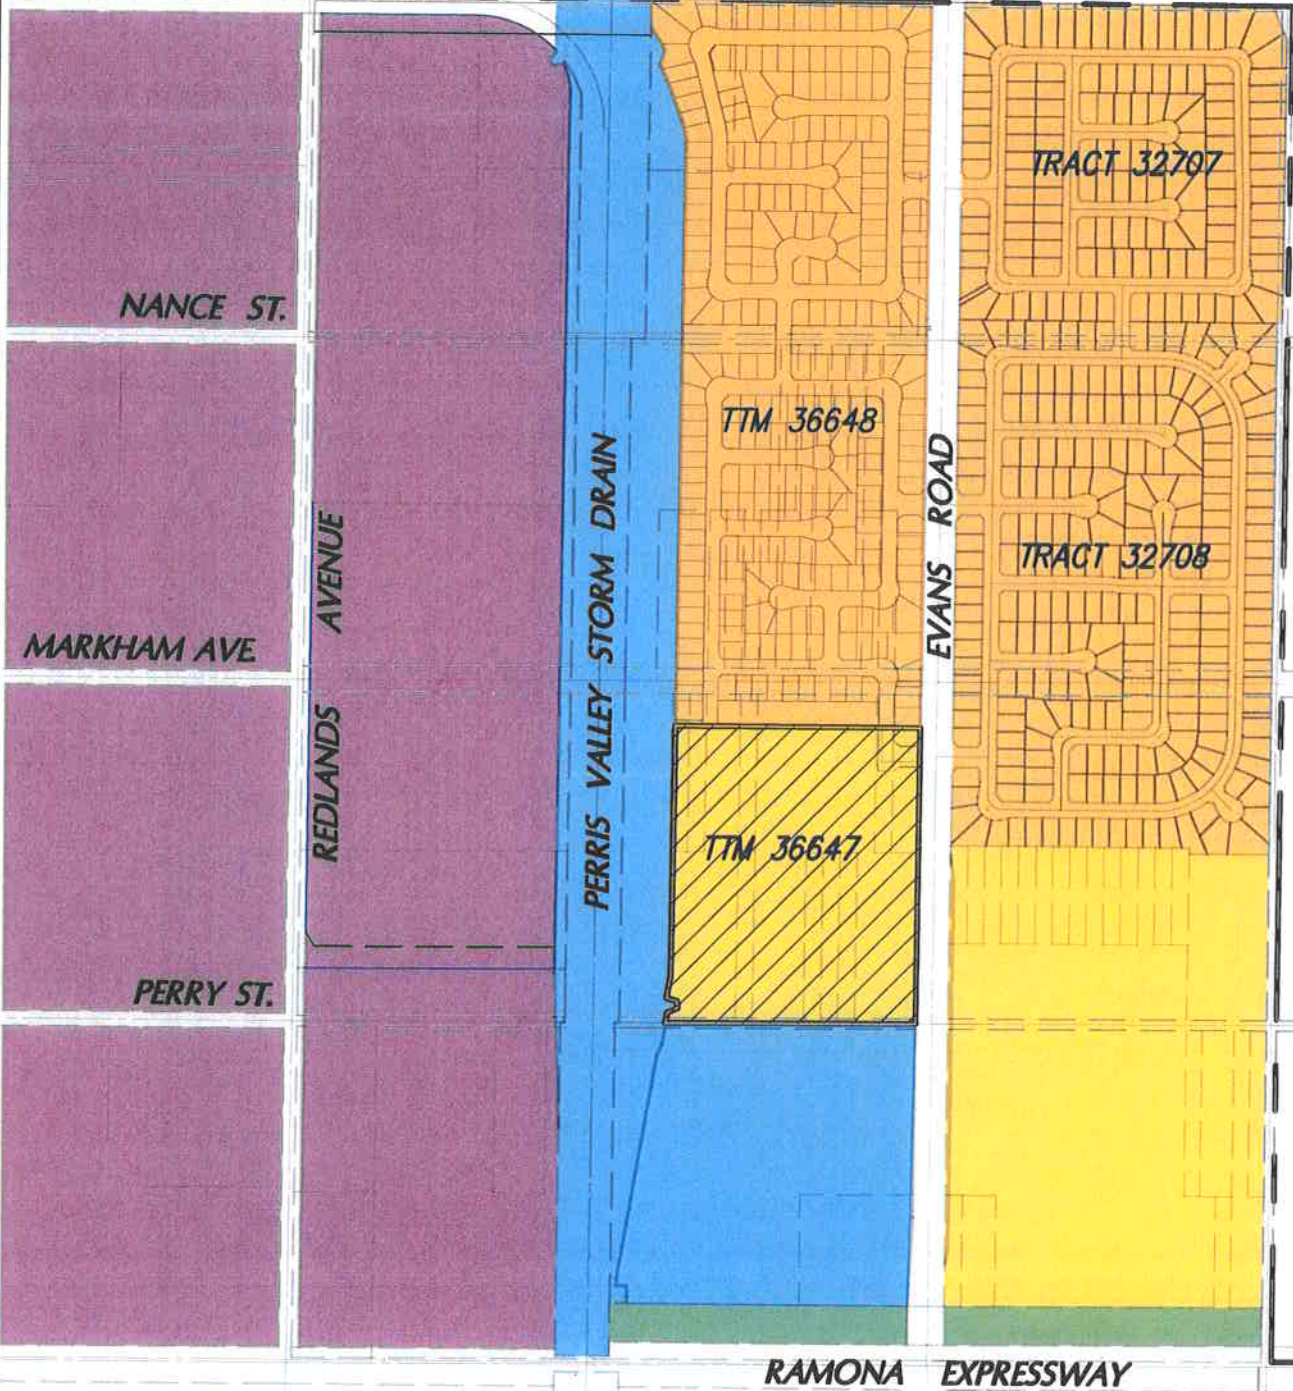 TRACT 32707
NANCE ST.
TTM 36648
TRACT 32708
EVANS ROAD
REDLANDS AVENUE
PERRIS VALLEY STORM DRAIN
MARKHAM AVE
TTM 36647
PERRY ST.
RAMONA EXPRESSWAY